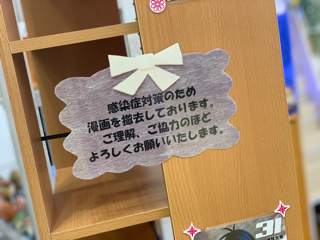 感染症対策のため
漫画を撤去しております。
ご理解、ご協力のほど
よろしくお願いいたします。
31